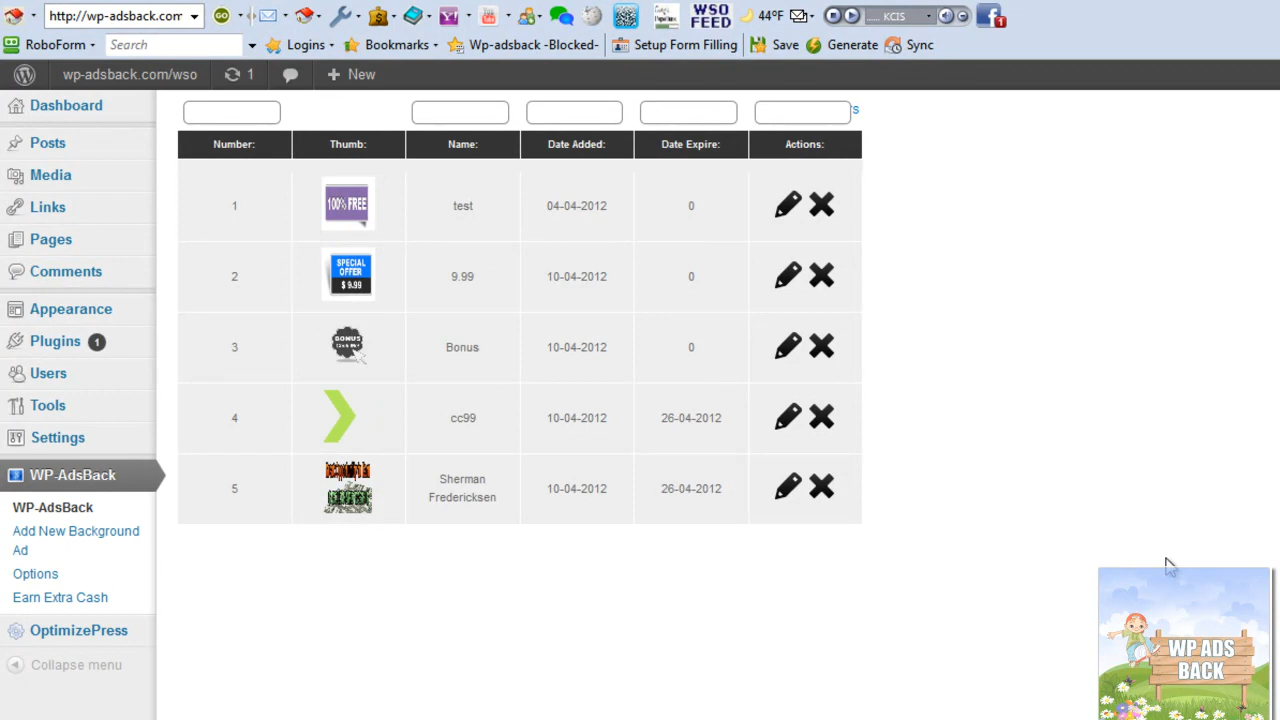 http://wp-adsback.com
GO
WSO FEED
44°F
..... KCIS
1
RoboForm
Search
Logins
Bookmarks
Wp-adsback -Blocked-
Setup Form Filling
Save
Generate
Sync
wp-adsback.com/wso
1
New
Dashboard
Posts
Media
Links
Pages
Comments
Appearance
Plugins 1
Users
Tools
Settings
WP-AdsBack
WP-AdsBack
Add New Background
Ad
Options
Earn Extra Cash
OptimizePress
Collapse menu
Number: Thumb: Name: Date Added: Date Expire: Actions:
1 100% FREE test 04-04-2012 0
2 SPECIAL OFFER $ 9.99 9.99 10-04-2012 0
3 BONUS Bonus 10-04-2012 0
4 cc99 10-04-2012 26-04-2012
5 Sherman Fredericksen 10-04-2012 26-04-2012
WP ADS
BACK